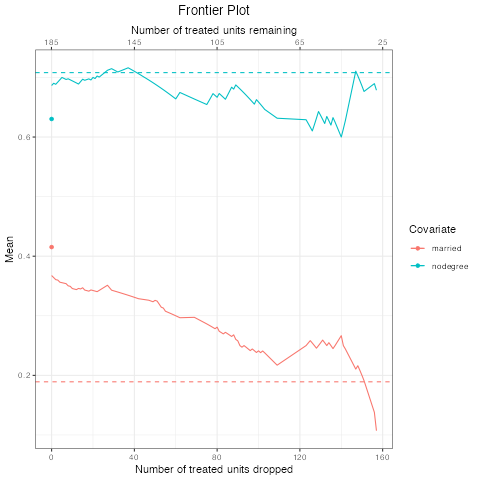 Frontier Plot
Number of treated units remaining
185 145 105 65 25
0.6
0.4
0.2
Mean
0 40 80 120 160
Number of treated units dropped
Covariate
married
nodegree